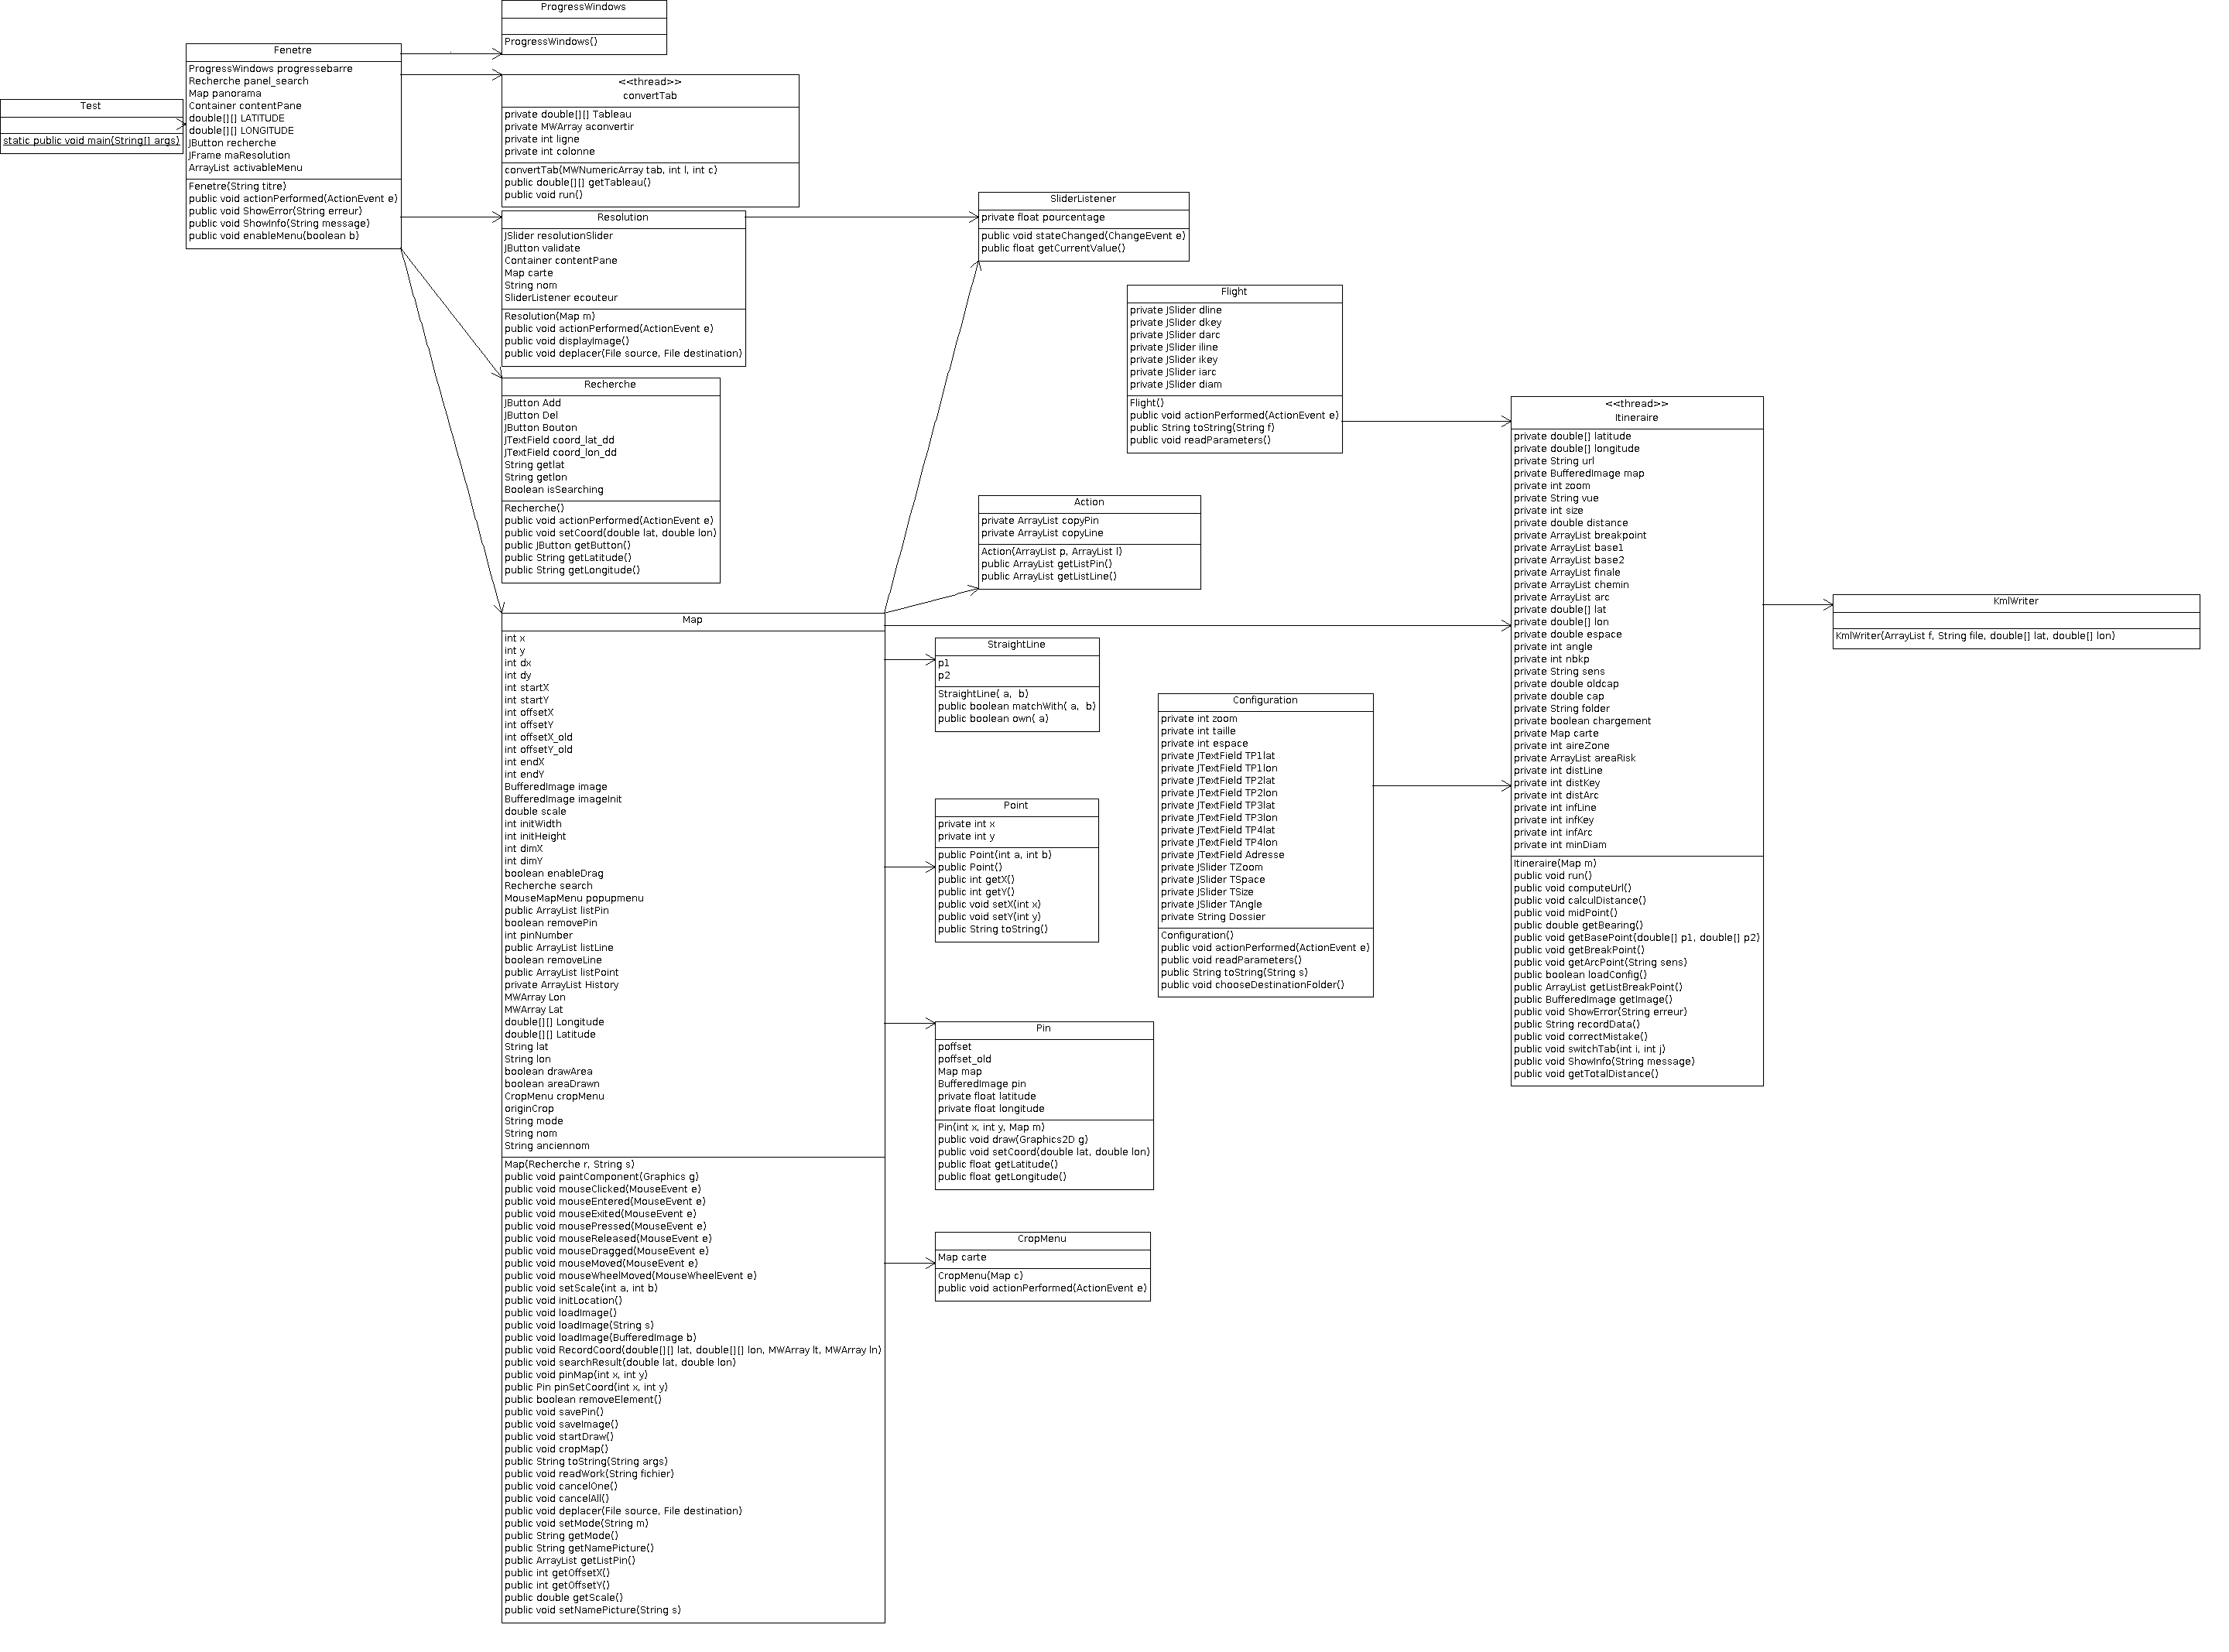 ProgressWindows
ProgressWindows()
Fenetre
ProgressWindows progressebarre
Recherche panel_search
Map panorama
Container contentPane
double[][] LATITUDE
double[][] LONGITUDE
JButton recherche
JFrame maResolution
ArrayList activableMenu
Fenetre(String titre)
public void actionPerformed(ActionEvent e)
public void ShowError(String erreur)
public void ShowInfo(String message)
public void enableMenu(boolean b)
Test
static public void main(String[] args)
<<thread>>
convertTab
private double[][] Tableau
private MWArray aconvertir
private int ligne
private int colonne
convertTab(MWNumericArray tab, int l, int c)
public double[][] getTableau()
public void run()
Resolution
JSlider resolutionSlider
JButton validate
Container contentPane
Map carte
String nom
SliderListener ecouteur
Resolution(Map m)
public void actionPerformed(ActionEvent e)
public void displayImage()
public void deplacer(File source, File destination)
SliderListener
private float pourcentage
public void stateChanged(ChangeEvent e)
public float getCurrentValue()
Recherche
JButton Add
JButton Del
JButton Bouton
JTextField coord_lat_dd
JTextField coord_lon_dd
String getlat
String getlon
Boolean isSearching
Recherche()
public void actionPerformed(ActionEvent e)
public void setCoord(double lat, double lon)
public JButton getButton()
public String getLatitude()
public String getLongitude()
Flight
private JSlider dline
private JSlider dkey
private JSlider darc
private JSlider iline
private JSlider ikey
private JSlider iarc
private JSlider diam
Flight()
public void actionPerformed(ActionEvent e)
public String toString(String f)
public void readParameters()
Action
private ArrayList copyPin
private ArrayList copyLine
Action(ArrayList p, ArrayList l)
public ArrayList getListPin()
public ArrayList getListLine()
Map
int x
int y
int dx
int dy
int startX
int startY
int offsetX
int offsetY
int offsetX_old
int offsetY_old
int endX
int endY
BufferedImage image
BufferedImage imageInit
double scale
int initWidth
int initHeight
int dimX
int dimY
boolean enableDrag
Recherche search
MouseMapMenu popupmenu
public ArrayList listPin
boolean removePin
int pinNumber
public ArrayList listLine
boolean removeLine
public ArrayList listPoint
private ArrayList History
MWArray Lon
MWArray Lat
double[][] Longitude
double[][] Latitude
String lat
String lon
boolean drawArea
boolean areaDrawn
CropMenu cropMenu
originCrop
String mode
String nom
String anciennom
Map(Recherche r, String s)
public void paintComponent(Graphics g)
public void mouseClicked(MouseEvent e)
public void mouseEntered(MouseEvent e)
public void mouseExited(MouseEvent e)
public void mousePressed(MouseEvent e)
public void mouseReleased(MouseEvent e)
public void mouseDragged(MouseEvent e)
public void mouseMoved(MouseEvent e)
public void mouseWheelMoved(MouseWheelEvent e)
public void setScale(int a, int b)
public void initLocation()
public void loadImage()
public void loadImage(String s)
public void loadImage(BufferedImage b)
public void RecordCoord(double[][] lat, double[][] lon, MWArray lt, MWArray ln)
public void searchResult(double lat, double lon)
public void pinMap(int x, int y)
public Pin pinSetCoord(int x, int y)
public boolean removeElement()
public void savePin()
public void saveImage()
public void startDraw()
public void cropMap()
public String toString(String args)
public void readWork(String fichier)
public void cancelOne()
public void cancelAll()
public void deplacer(File source, File destination)
public void setMode(String m)
public String getMode()
public String getNamePicture()
public ArrayList getListPin()
public int getOffsetX()
public int getOffsetY()
public double getScale()
public void setNamePicture(String s)
StraightLine
p1
p2
StraightLine( a,  b)
public boolean matchWith( a,  b)
public boolean own( a)
Point
private int x
private int y
public Point(int a, int b)
public Point()
public int getX()
public int getY()
public void setX(int x)
public void setY(int y)
public String toString()
Pin
poffset
poffset_old
Map map
BufferedImage pin
private float latitude
private float longitude
Pin(int x, int y, Map m)
public void draw(Graphics2D g)
public void setCoord(double lat, double lon)
public float getLatitude()
public float getLongitude()
CropMenu
Map carte
CropMenu(Map c)
public void actionPerformed(ActionEvent e)
Configuration
private int zoom
private int taille
private int espace
private JTextField TP1lat
private JTextField TP1lon
private JTextField TP2lat
private JTextField TP2lon
private JTextField TP3lat
private JTextField TP3lon
private JTextField TP4lat
private JTextField TP4lon
private JTextField Adresse
private JSlider TZoom
private JSlider TSpace
private JSlider TSize
private JSlider TAngle
private String Dossier
Configuration()
public void actionPerformed(ActionEvent e)
public void readParameters()
public String toString(String s)
public void chooseDestinationFolder()
<<thread>>
Itineraire
private double[] latitude
private double[] longitude
private String url
private BufferedImage map
private int zoom
private String vue
private int size
private double distance
private ArrayList breakpoint
private ArrayList base1
private ArrayList base2
private ArrayList finale
private ArrayList chemin
private ArrayList arc
private double[] lat
private double[] lon
private double espace
private int angle
private int nbkp
private String sens
private double oldcap
private double cap
private String folder
private boolean chargement
private Map carte
private int aireZone
private ArrayList areaRisk
private int distLine
private int distKey
private int distArc
private int infLine
private int infKey
private int infArc
private int minDiam
Itineraire(Map m)
public void run()
public void computeUrl()
public void calculDistance()
public void midPoint()
public double getBearing()
public void getBasePoint(double[] p1, double[] p2)
public void getBreakPoint()
public void getArcPoint(String sens)
public boolean loadConfig()
public ArrayList getListBreakPoint()
public BufferedImage getImage()
public void ShowError(String erreur)
public String recordData()
public void correctMistake()
public void switchTab(int i, int j)
public void ShowInfo(String message)
public void getTotalDistance()
KmlWriter
KmlWriter(ArrayList f, String file, double[] lat, double[] lon)